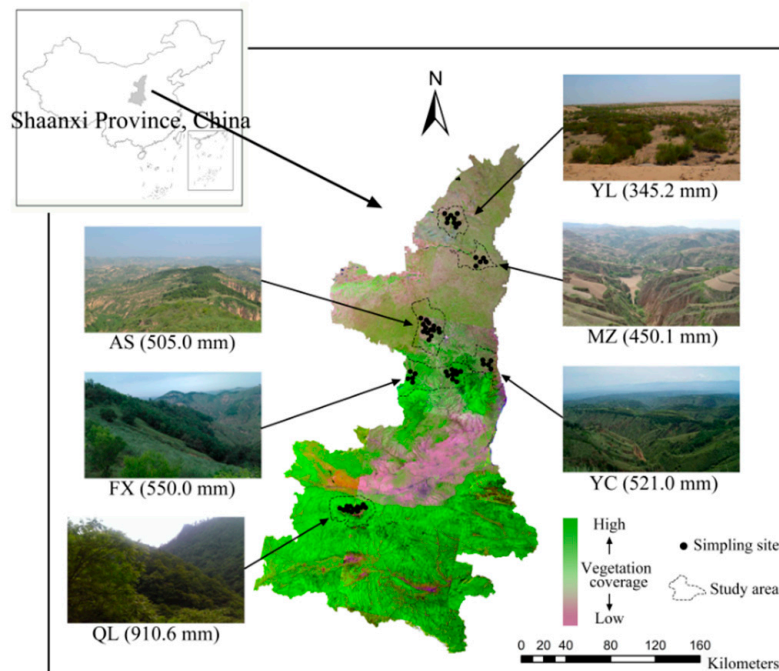 Shaanxi Province, China
N
YL (345.2 mm)
AS (505.0 mm)
MZ (450.1 mm)
FX (550.0 mm)
YC (521.0 mm)
QL (910.6 mm)
High
Vegetation
coverage
Low
Simpling site
Study area
0 20 40 80 120 160
Kilometers